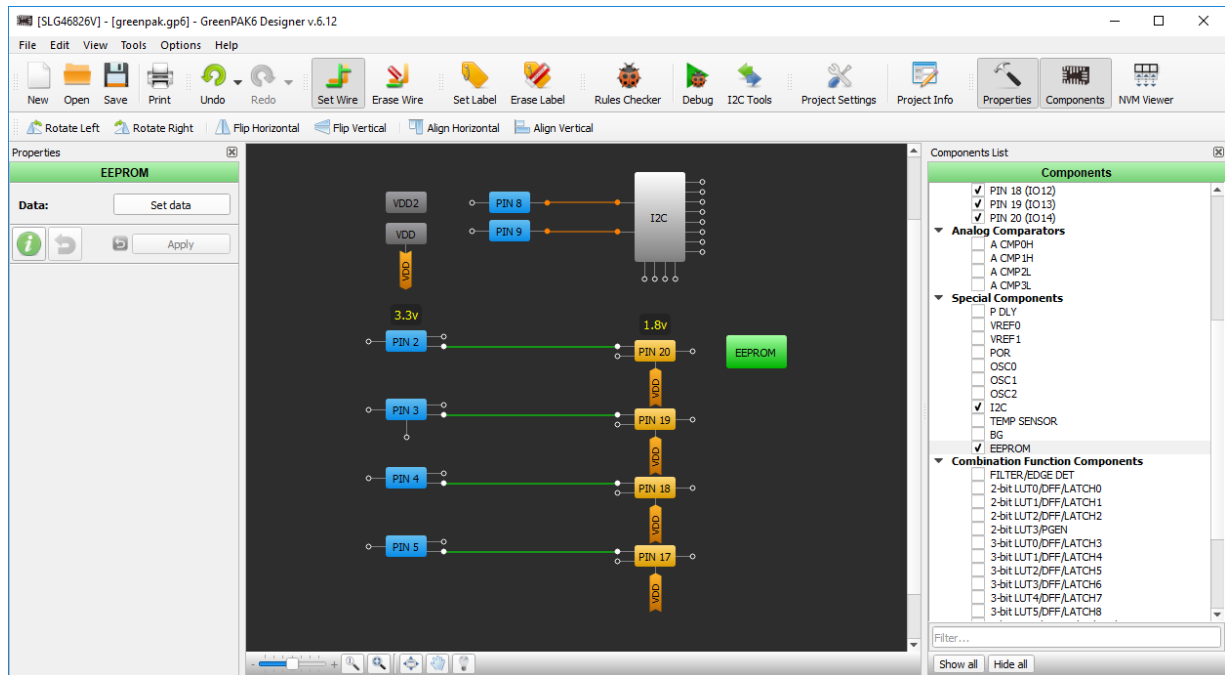 [SLG46826V] - [greenpak.gp6] - GreenPAK6 Designer v.6.12
File Edit View Tools Options Help
New Open Save Print Undo Redo Set Wire Erase Wire Set Label Erase Label Rules Checker Debug I2C Tools Project Settings Project Info Properties Components NVM Viewer
Rotate Left Rotate Right Flip Horizontal Flip Vertical Align Horizontal Align Vertical
Properties
EEPROM
Data: Set data
Apply
VDD2
VDD
VDD
PIN 8
PIN 9
I2C
3.3v
1.8v
PIN 2
PIN 20
EEPROM
VDD
PIN 3
PIN 19
VDD
PIN 4
PIN 18
VDD
PIN 5
PIN 17
VDD
Components List
Components
PIN 18 (IO12)
PIN 19 (IO13)
PIN 20 (IO14)
Analog Comparators
A CMP0H
A CMP1H
A CMP2L
A CMP3L
Special Components
P DLY
VREF0
VREF1
POR
OSC0
OSC1
OSC2
I2C
TEMP SENSOR
BG
EEPROM
Combination Function Components
FILTER/EDGE DET
2-bit LUT0/DFF/LATCH0
2-bit LUT1/DFF/LATCH1
2-bit LUT2/DFF/LATCH2
2-bit LUT3/PGEN
3-bit LUT0/DFF/LATCH3
3-bit LUT1/DFF/LATCH4
3-bit LUT2/DFF/LATCH5
3-bit LUT3/DFF/LATCH6
3-bit LUT4/DFF/LATCH7
3-bit LUT5/DFF/LATCH8
Filter...
Show all Hide all